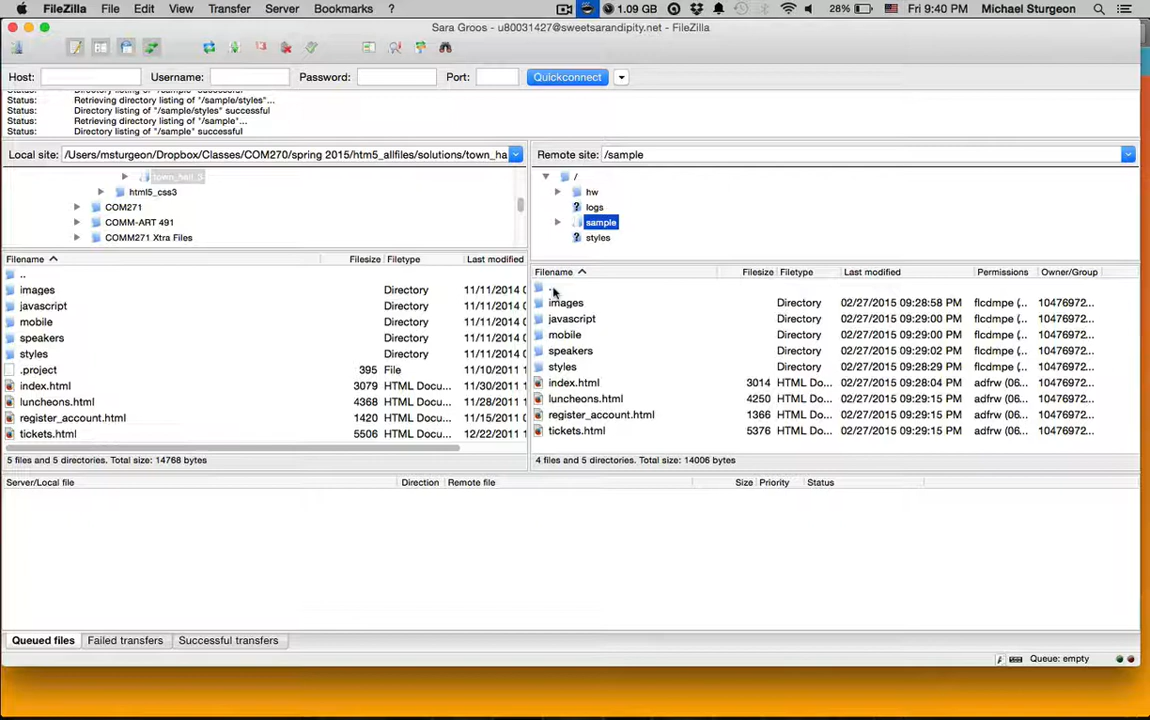 FileZilla File Edit View Transfer Server Bookmarks ? 1.09 GB 28% Fri 9:40 PM Michael Sturgeon
Sara Groos - u80031427@sweetsarandipity.net - FileZilla
Host: Username: Password: Port: Quickconnect
Status: Retrieving directory listing of "/sample/styles"...
Status: Directory listing of "/sample/styles" successful
Status: Retrieving directory listing of "/sample"...
Status: Directory listing of "/sample" successful
Local site: /Users/msturgeon/Dropbox/Classes/COM270/spring 2015/htm5_allfiles/solutions/town_ha
Remote site: /sample
html5_css3
COM271
COMM-ART 491
COMM271 Xtra Files
/
hw
logs
sample
styles
Filename Filesize Filetype Last modified
..
images Directory 11/11/2014
javascript Directory 11/11/2014
mobile Directory 11/11/2014
speakers Directory 11/11/2014
styles Directory 11/11/2014
.project 395 File 11/10/2011
index.html 3079 HTML Docu... 11/30/2011
luncheons.html 4368 HTML Docu... 11/28/2011
register_account.html 1420 HTML Docu... 11/15/2011
tickets.html 5506 HTML Docu... 12/22/2011
5 files and 5 directories. Total size: 14768 bytes
Filename Filesize Filetype Last modified Permissions Owner/Group
..
images Directory 02/27/2015 09:28:58 PM flcdmpe (... 10476972...
javascript Directory 02/27/2015 09:29:00 PM flcdmpe (... 10476972...
mobile Directory 02/27/2015 09:29:00 PM flcdmpe (... 10476972...
speakers Directory 02/27/2015 09:29:02 PM flcdmpe (... 10476972...
styles Directory 02/27/2015 09:28:29 PM flcdmpe (... 10476972...
index.html 3014 HTML Do... 02/27/2015 09:28:04 PM adfrw (06... 10476972...
luncheons.html 4250 HTML Do... 02/27/2015 09:29:15 PM adfrw (06... 10476972...
register_account.html 1366 HTML Do... 02/27/2015 09:29:15 PM adfrw (06... 10476972...
tickets.html 5376 HTML Do... 02/27/2015 09:29:15 PM adfrw (06... 10476972...
4 files and 5 directories. Total size: 14006 bytes
Server/Local file Direction Remote file Size Priority Status
Queued files Failed transfers Successful transfers
Queue: empty